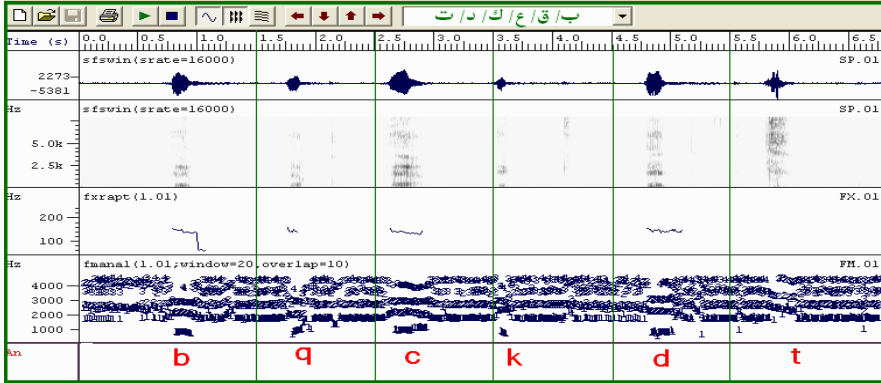 ب/ ق/ ع/ ك/ د/ ت
Time (s) 0.0 0.5 1.0 1.5 2.0 2.5 3.0 3.5 4.0 4.5 5.0 5.5 6.0 6.5
sfswin(srate=16000) SP.01
2273
-5381
Hz sfswin(srate=16000) SP.01
5.0k
2.5k
Hz fxrapt(1.01) FX.01
200
100
Hz fmanal(1.01;window=20,overlap=10) FM.01
4000
3000
2000
1000
An b q c k d t